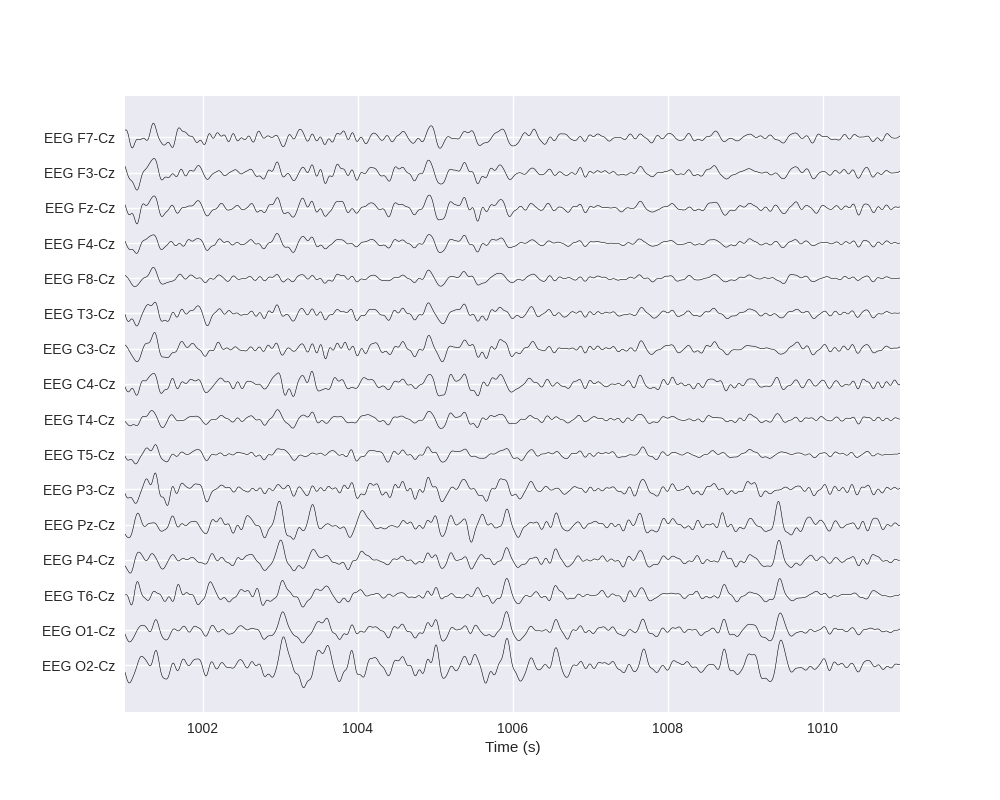 EEG F7-Cz
EEG F3-Cz
EEG Fz-Cz
EEG F4-Cz
EEG F8-Cz
EEG T3-Cz
EEG C3-Cz
EEG C4-Cz
EEG T4-Cz
EEG T5-Cz
EEG P3-Cz
EEG Pz-Cz
EEG P4-Cz
EEG T6-Cz
EEG O1-Cz
EEG O2-Cz
1002 1004 1006 1008 1010
Time (s)